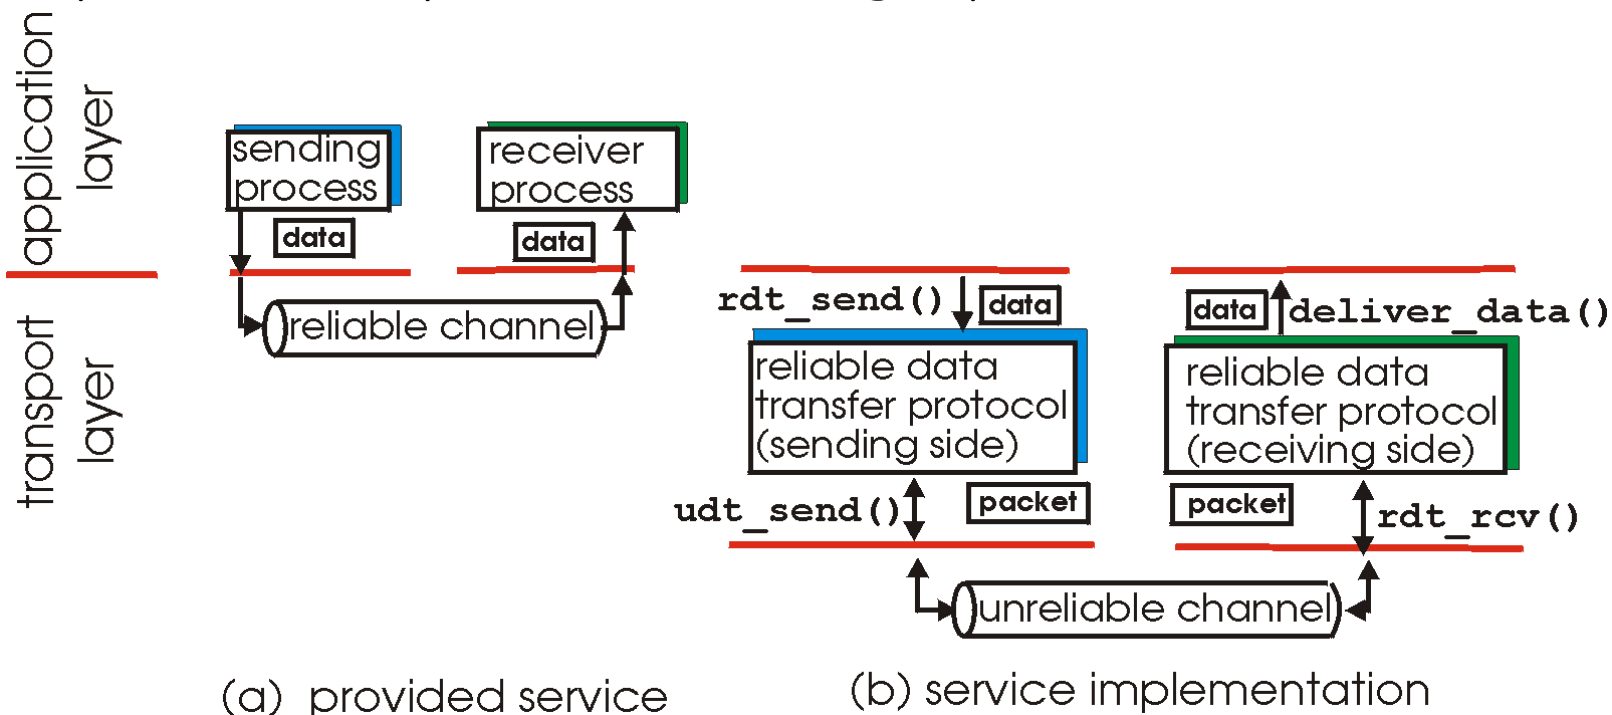 application
layer
transport
layer
sending
process
receiver
process
data
data
reliable channel
rdt_send()
data
data
deliver_data()
reliable data
transfer protocol
(sending side)
reliable data
transfer protocol
(receiving side)
udt_send()
packet
packet
rdt_rcv()
unreliable channel
(a) provided service
(b) service implementation